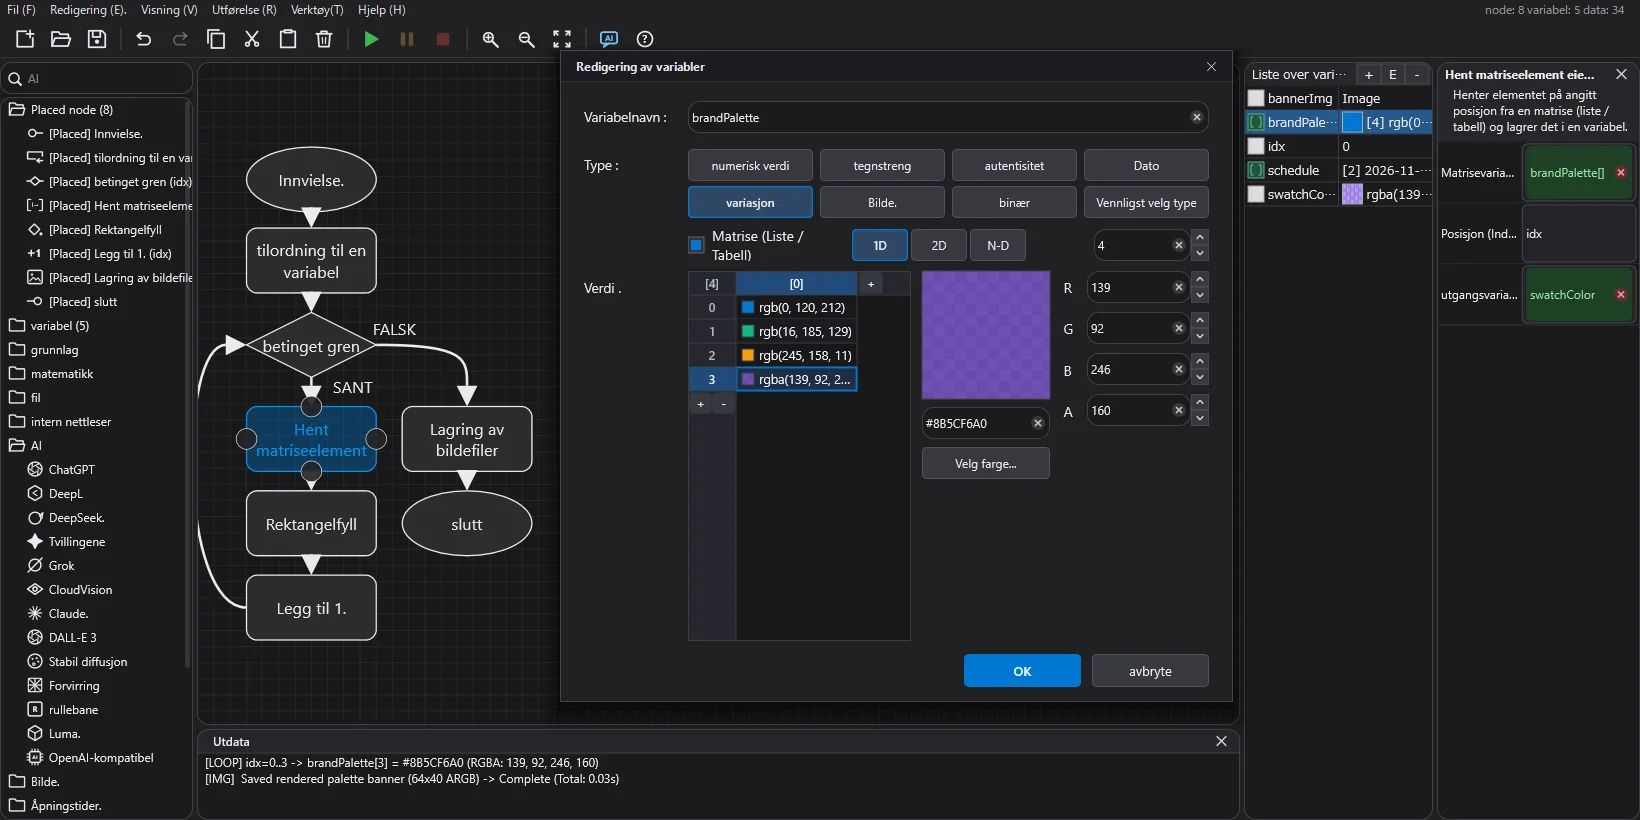 Fil (F)
Redigering (E).
Visning (V)
Utførelse (R)
Verktøy(T)
Hjelp (H)
node: 8 variabel: 5 data: 34
AI
Placed node (8)
[Placed] Innvielse.
[Placed] tilordning til en va
[Placed] betinget gren (idx)
[Placed] Hent matriseeleme
[Placed] Rektangelfyll
+1 [Placed] Legg til 1. (idx)
[Placed] Lagring av bildefile
[Placed] slutt
variabel (5)
grunnlag
matematikk
fil
intern nettleser
AI
ChatGPT
DeepL
DeepSeek.
Tvillingene
Grok
CloudVision
Claude.
DALL-E 3
Stabil diffusjon
Forvirring
R rullebane
Luma.
AI OpenAI-kompatibel
Bilde.
Åpningstider.
Innvielse.
tilordning til en
variabel
betinget gren
FALSK
SANT
Hent
matriseelement
Lagring av
bildefiler
Rektangelfyll
slutt
Legg til 1.
Redigering av variabler
Variabelnavn :
brandPalette
Type :
numerisk verdi
tegnstreng
autentisitet
Dato
variasjon
Bilde.
binær
Vennligst velg type
Matrise (Liste /
Tabell)
1D
2D
N-D
4
Verdi .
[4]
[0]
+
0 rgb(0, 120, 212)
1 rgb(16, 185, 129)
2 rgb(245, 158, 11)
3 rgba(139, 92, 2...
+ -
#8B5CF6A0
Velg farge...
R 139
G 92
B 246
A 160
OK
avbryte
Liste over vari...
+ E -
bannerImg Image
brandPale... [4] rgb(0...
idx 0
schedule [2] 2026-11-...
swatchCo... rgba(139...
Hent matriseelement eie...
Henter elementet på angitt
posisjon fra en matrise (liste /
tabell) og lagrer det i en variabel.
Matrisevaria... brandPalette[]
Posisjon (Ind... idx
utgangsvaria... swatchColor
Utdata
[LOOP] idx=0..3 -> brandPalette[3] = #8B5CF6A0 (RGBA: 139, 92, 246, 160)
[IMG] Saved rendered palette banner (64x40 ARGB) -> Complete (Total: 0.03s)